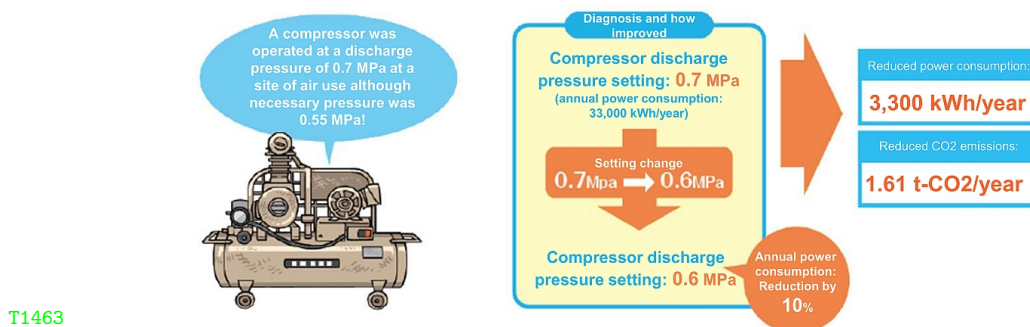 A compressor was
operated at a discharge
pressure of 0.7 MPa at a
site of air use although
necessary pressure was
0.55 MPa!
Diagnosis and how
improved
Compressor discharge
pressure setting: 0.7 MPa
(annual power consumption:
33,000 kWh/year)
Setting change
0.7Mpa 0.6MPa
Compressor discharge
pressure setting: 0.6 MPa
Annual power
consumption:
Reduction by
10%
Reduced power consumption:
3,300 kWh/year
Reduced CO2 emissions:
1.61 t-CO2/year
T1463